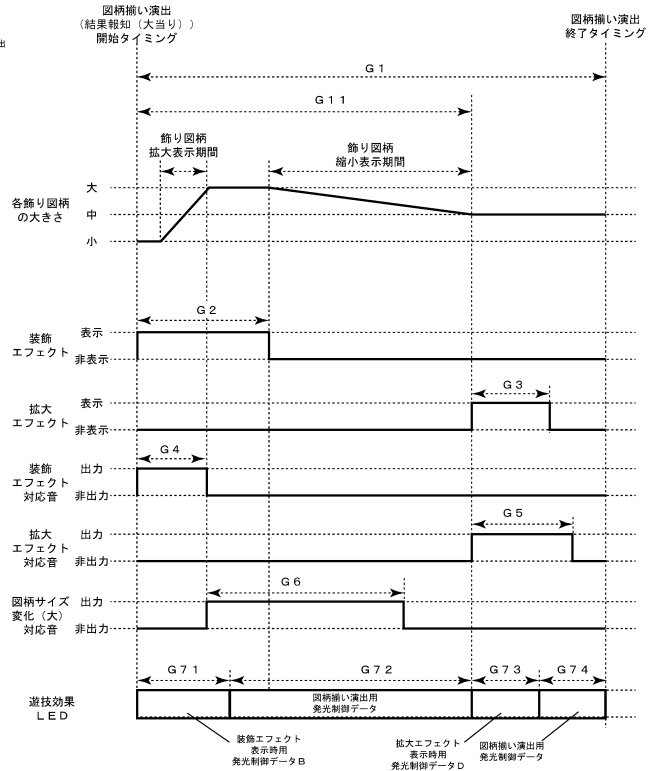 図柄揃い演出
（結果報知（大当り））
開始タイミング
図柄揃い演出
終了タイミング
出
G1
G11
飾り図柄
拡大表示期間
飾り図柄
縮小表示期間
各飾り図柄
の大きさ
大
中
小
G2
装飾
エフェクト
表示
非表示
G3
拡大
エフェクト
表示
非表示
G4
装飾
エフェクト
対応音
出力
非出力
G5
拡大
エフェクト
対応音
出力
非出力
G6
図柄サイズ
変化（大）
対応音
出力
非出力
G71
G72
G73
G74
遊技効果
LED
図柄揃い演出用
発光制御データ
装飾エフェクト
表示時用
発光制御データB
拡大エフェクト
表示時用
発光制御データD
図柄揃い演出用
発光制御データ